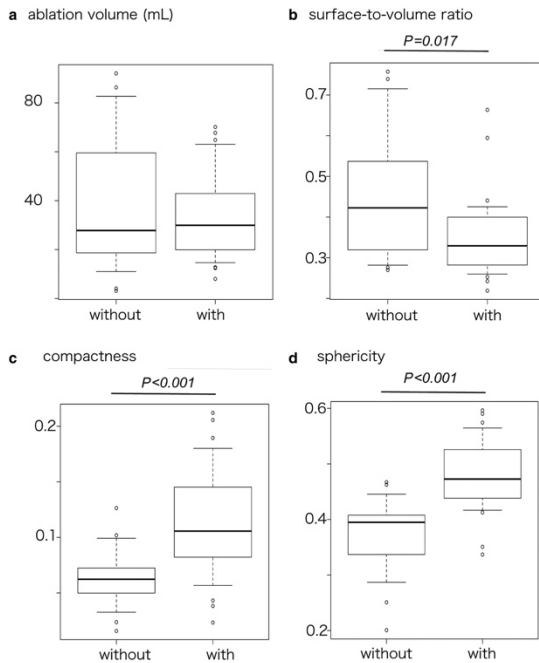 a ablation volume (mL)
80
40
without with
b surface-to-volume ratio
P=0.017
0.7
0.5
0.3
without with
c compactness
P<0.001
0.2
0.1
without with
d sphericity
P<0.001
0.6
0.4
0.2
without with